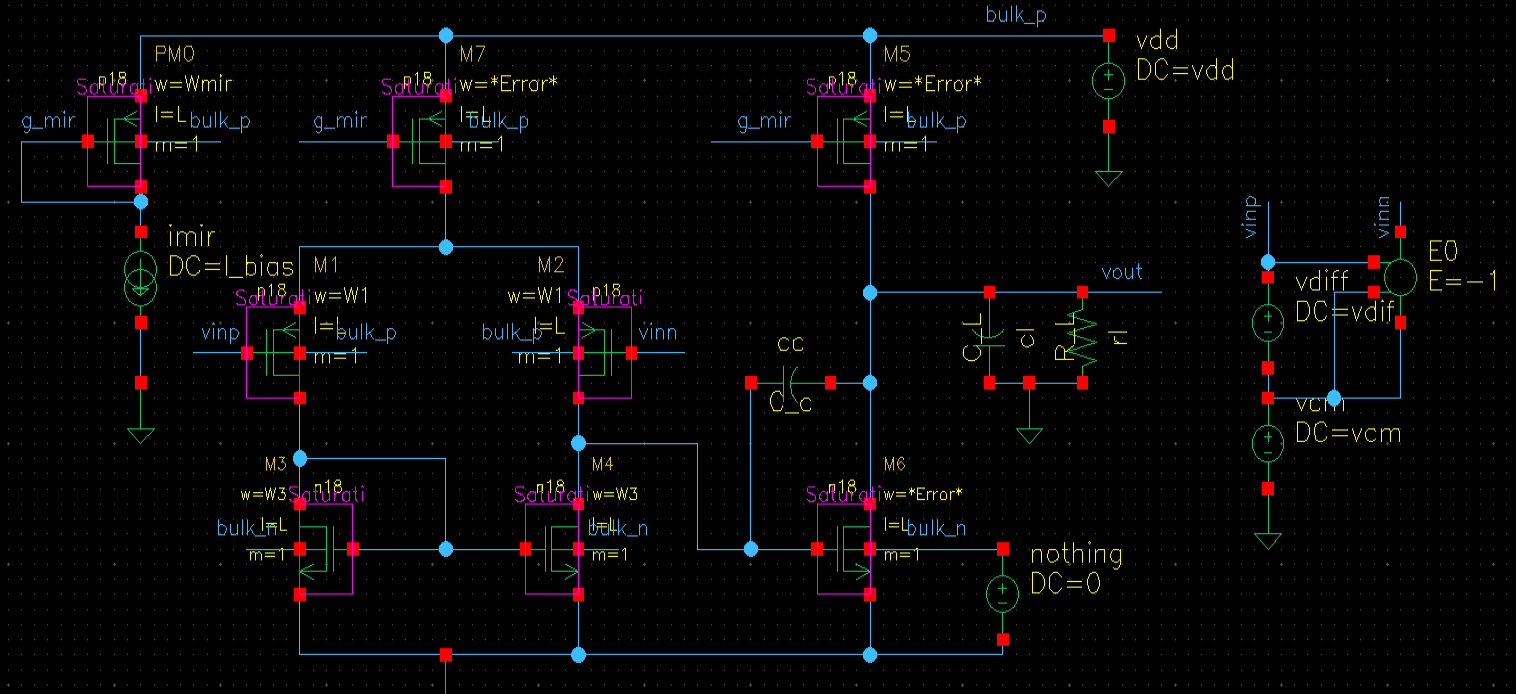 bulk_p
PM0
p18
Saturati
w=Wmir
l=L
g_mir
bulk_p
m=1
M7
p18
Saturati
w=*Error*
l=L
g_mir
bulk_p
m=1
M5
p18
Saturati
w=*Error*
l=L
g_mir
bulk_p
m=1
vdd
DC=vdd
imir
DC=I_bias
M1
p18
Saturati
w=W1
l=L
vinp
bulk_p
m=1
M2
w=W1
p18
Saturati
l=L
bulk_p
vinn
m=1
vout
C_L
cl
R_L
rl
cc
C_c
vinp
vinn
E0
E=-1
vdiff
DC=vdif
vcm
DC=vcm
M3
n18
w=W3
Saturati
l=L
bulk_n
m=1
M4
n18
Saturati
w=W3
l=L
bulk_n
m=1
M6
n18
Saturati
w=*Error*
l=L
bulk_n
m=1
nothing
DC=0